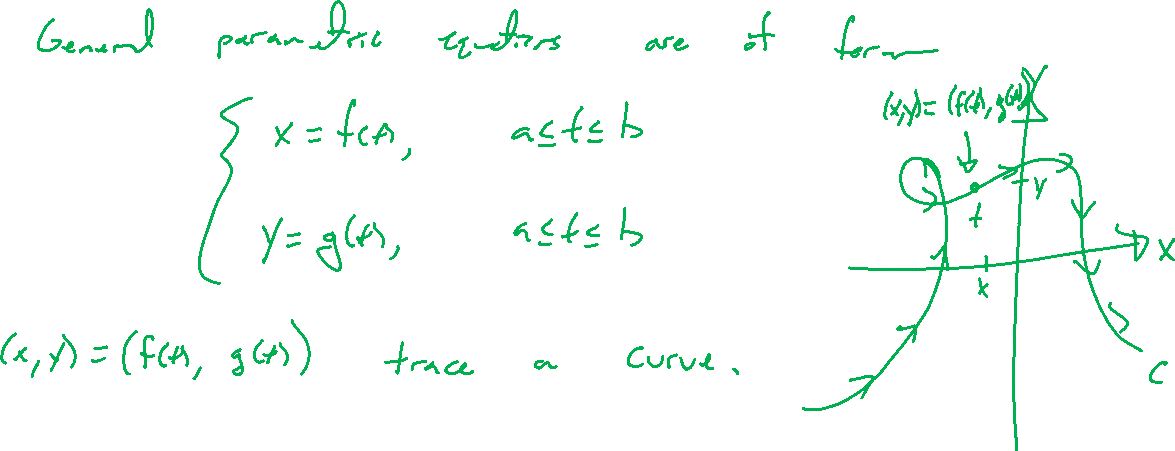 General parametric equations are of form
x = f(t), a ≤ t ≤ b
y = g(t), a ≤ t ≤ b
(x, y) = (f(t), g(t)) trace a curve.
(x,y) = (f(t), g(t))
y
t
x
x
C